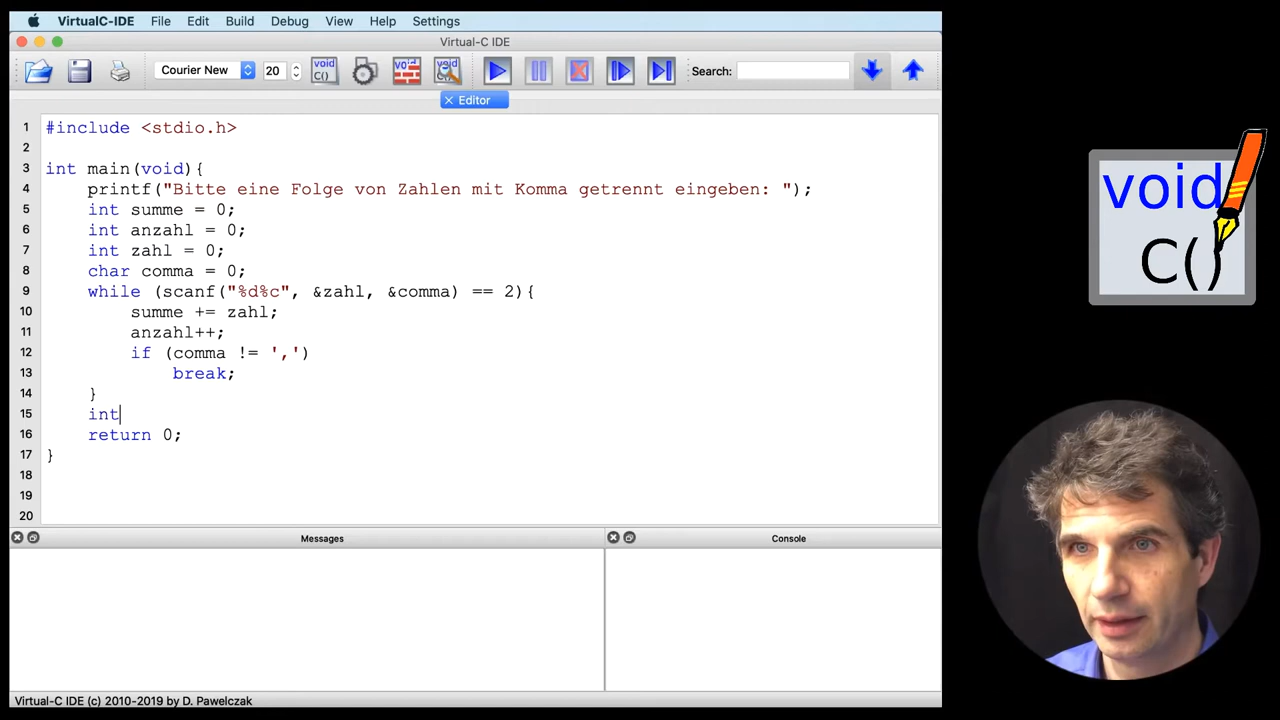 VirtualC-IDE File Edit Build Debug View Help Settings
Virtual-C IDE
Courier New 20 void C() void Search:
Editor
1 #include <stdio.h>
2
3 int main(void){
4 printf("Bitte eine Folge von Zahlen mit Komma getrennt eingeben: ");
5 int summe = 0;
6 int anzahl = 0;
7 int zahl = 0;
8 char comma = 0;
9 while (scanf("%d%c", &zahl, &comma) == 2){
10 summe += zahl;
11 anzahl++;
12 if (comma != ',')
13 break;
14 }
15 int
16 return 0;
17 }
18
19
20
Messages Console
Virtual-C IDE (c) 2010-2019 by D. Pawelczak
void
C()